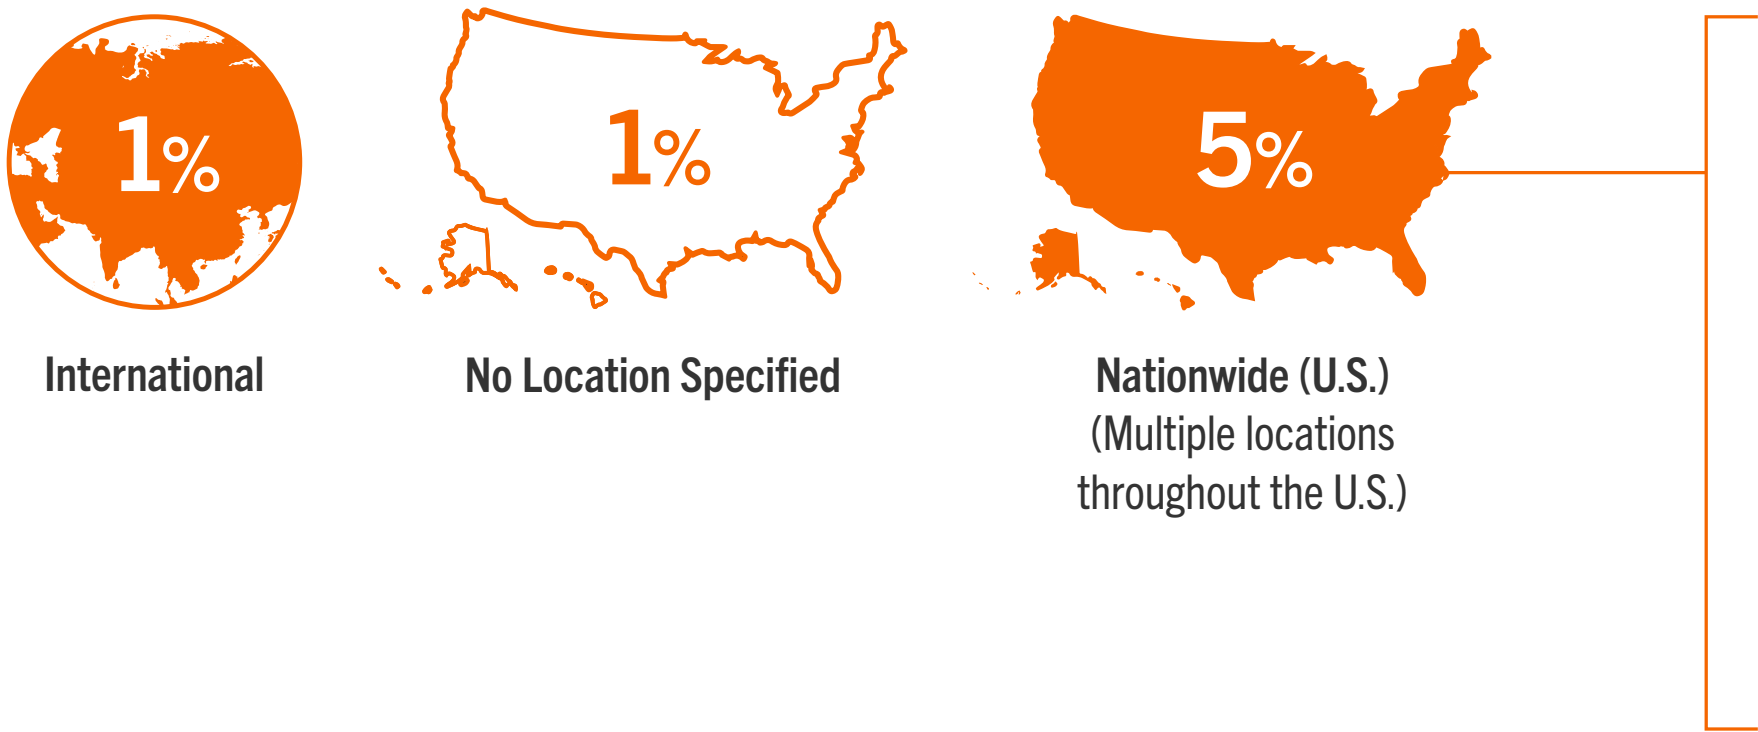 1%
International
1%
No Location Specified
5%
Nationwide (U.S.)
(Multiple locations
throughout the U.S.)